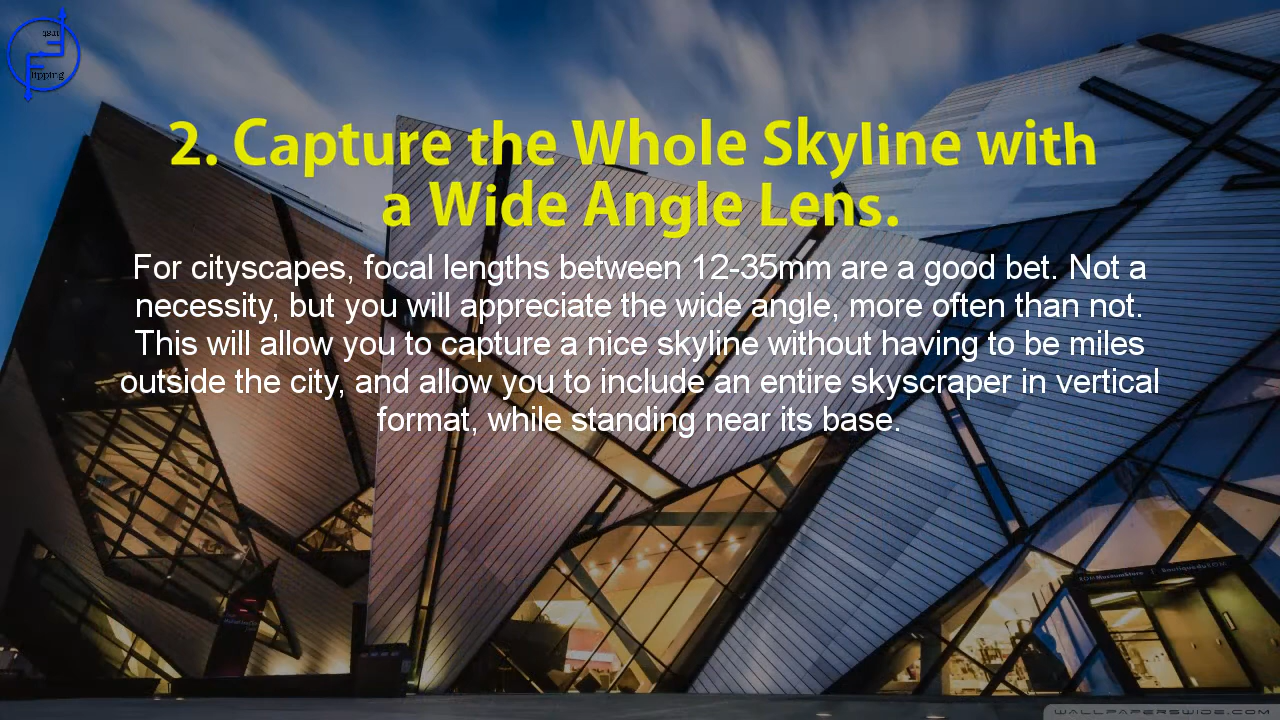 2. Capture the Whole Skyline with
a Wide Angle Lens.
For cityscapes, focal lengths between 12-35mm are a good bet. Not a
necessity, but you will appreciate the wide angle, more often than not.
This will allow you to capture a nice skyline without having to be miles
outside the city, and allow you to include an entire skyscraper in vertical
format, while standing near its base.
lipping
ROMMuseumStore | BoutiqueduROM
WALLPAPERSWIDE.COM